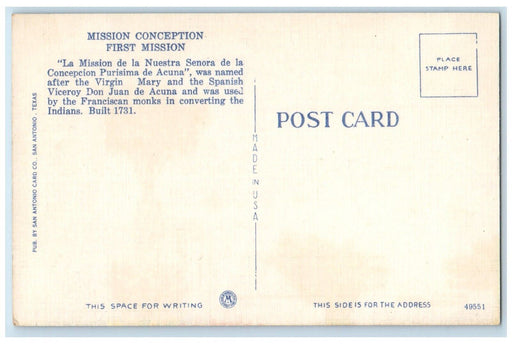 MISSION CONCEPTION
FIRST MISSION
"La Mission de la Nuestra Senora de la
Concepcion Purisima de Acuna", was named
after the Virgin Mary and the Spanish
Viceroy Don Juan de Acuna and was used
by the Franciscan monks in converting the
Indians. Built 1731.
PLACE
STAMP HERE
POST CARD
MADE IN USA
PUB. BY SAN ANTONIO CARD CO., SAN ANTONIO, TEXAS
THIS SPACE FOR WRITING
THIS SIDE IS FOR THE ADDRESS
49551